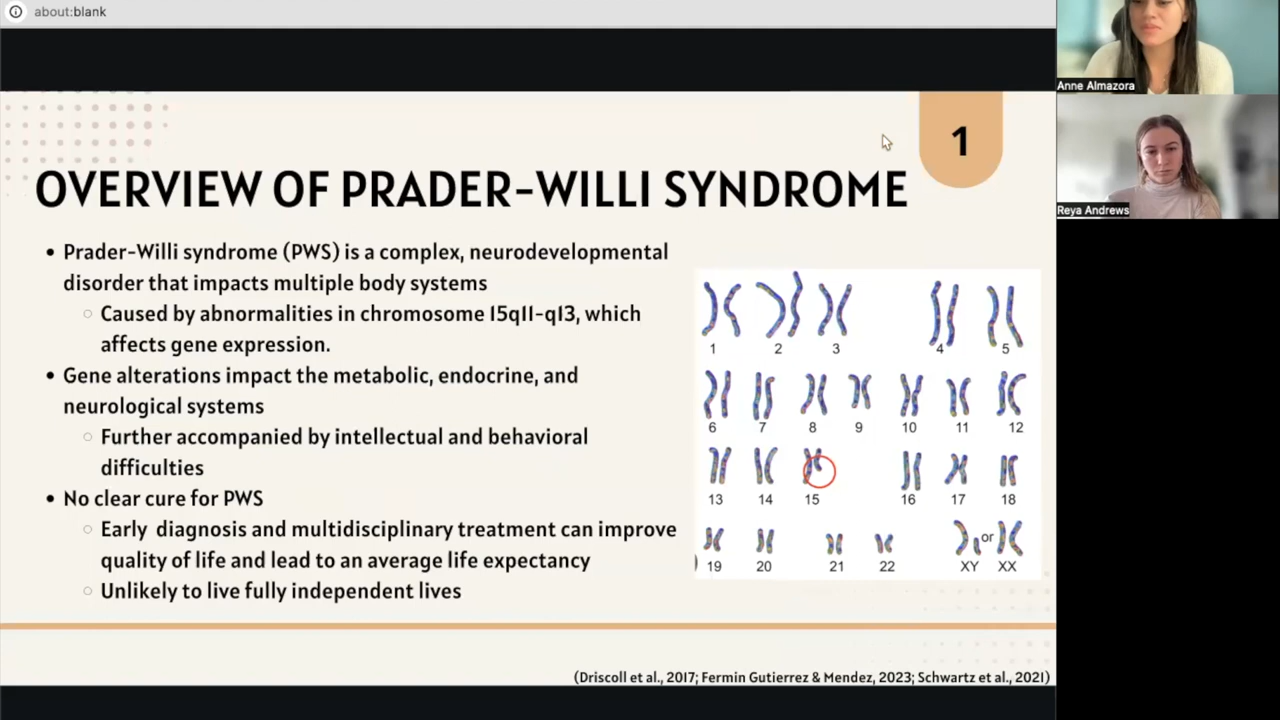 about:blank
Anne Almazora
Reya Andrews
1
OVERVIEW OF PRADER-WILLI SYNDROME
• Prader-Willi syndrome (PWS) is a complex, neurodevelopmental
disorder that impacts multiple body systems
○ Caused by abnormalities in chromosome 15q11-q13, which
affects gene expression.
• Gene alterations impact the metabolic, endocrine, and
neurological systems
○ Further accompanied by intellectual and behavioral
difficulties
• No clear cure for PWS
○ Early diagnosis and multidisciplinary treatment can improve
quality of life and lead to an average life expectancy
○ Unlikely to live fully independent lives
1 2 3 4 5
6 7 8 9 10 11 12
13 14 15 16 17 18
or
19 20 21 22 XY XX
(Driscoll et al., 2017; Fermin Gutierrez & Mendez, 2023; Schwartz et al., 2021)